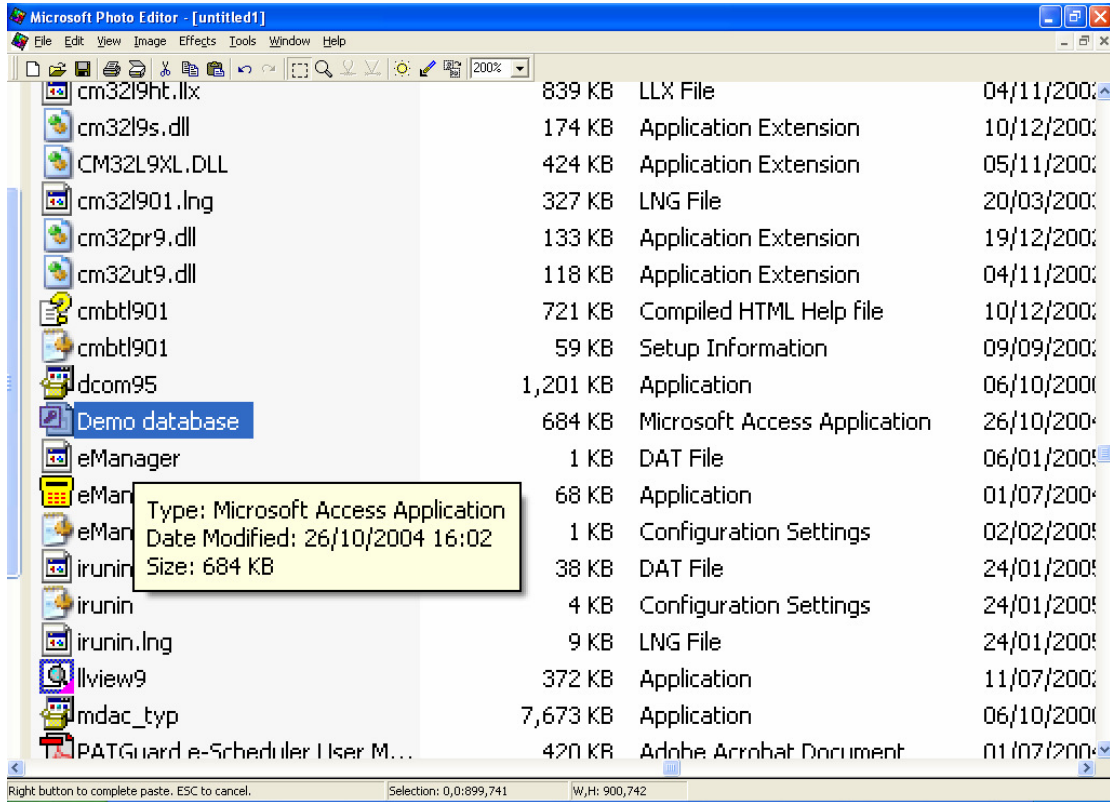 Microsoft Photo Editor - [untitled1]
File Edit View Image Effects Tools Window Help
200%
cm32l9ht.llx 839 KB LLX File 04/11/2002
cm32l9s.dll 174 KB Application Extension 10/12/2002
CM32L9XL.DLL 424 KB Application Extension 05/11/2002
cm32l901.lng 327 KB LNG File 20/03/200
cm32pr9.dll 133 KB Application Extension 19/12/2002
cm32ut9.dll 118 KB Application Extension 04/11/2002
cmbtl901 721 KB Compiled HTML Help file 10/12/2002
cmbtl901 59 KB Setup Information 09/09/2002
dcom95 1,201 KB Application 06/10/200
Demo database 684 KB Microsoft Access Application 26/10/2004
eManager 1 KB DAT File 06/01/2005
eMan 68 KB Application 01/07/2004
eMan 1 KB Configuration Settings 02/02/2005
irunin 38 KB DAT File 24/01/2005
Type: Microsoft Access Application
Date Modified: 26/10/2004 16:02
Size: 684 KB
irunin 4 KB Configuration Settings 24/01/2005
irunin.lng 9 KB LNG File 24/01/2005
llview9 372 KB Application 11/07/2002
mdac_typ 7,673 KB Application 06/10/200
PATGuard e-Scheduler User M... 420 KB Adobe Acrobat Document 01/07/2004
Right button to complete paste. ESC to cancel. Selection: 0,0:899,741 W,H: 900,742